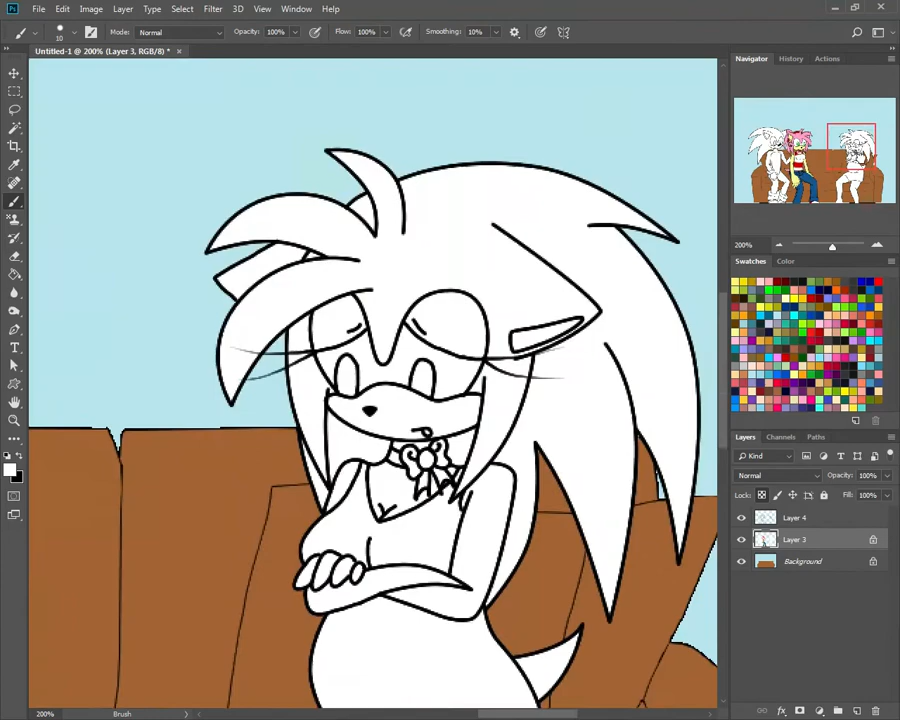 Ps File Edit Image Layer Type Select Filter 3D View Window Help
10 Mode: Normal Opacity: 100% Flow: 100% Smoothing: 10%
Untitled-1 @ 200% (Layer 3, RGB/8) * ×
Navigator History Actions
200%
Swatches Color
Layers Channels Paths
Kind
Normal Opacity: 100%
Lock: Fill: 100%
Layer 4
Layer 3
Background
200% Brush